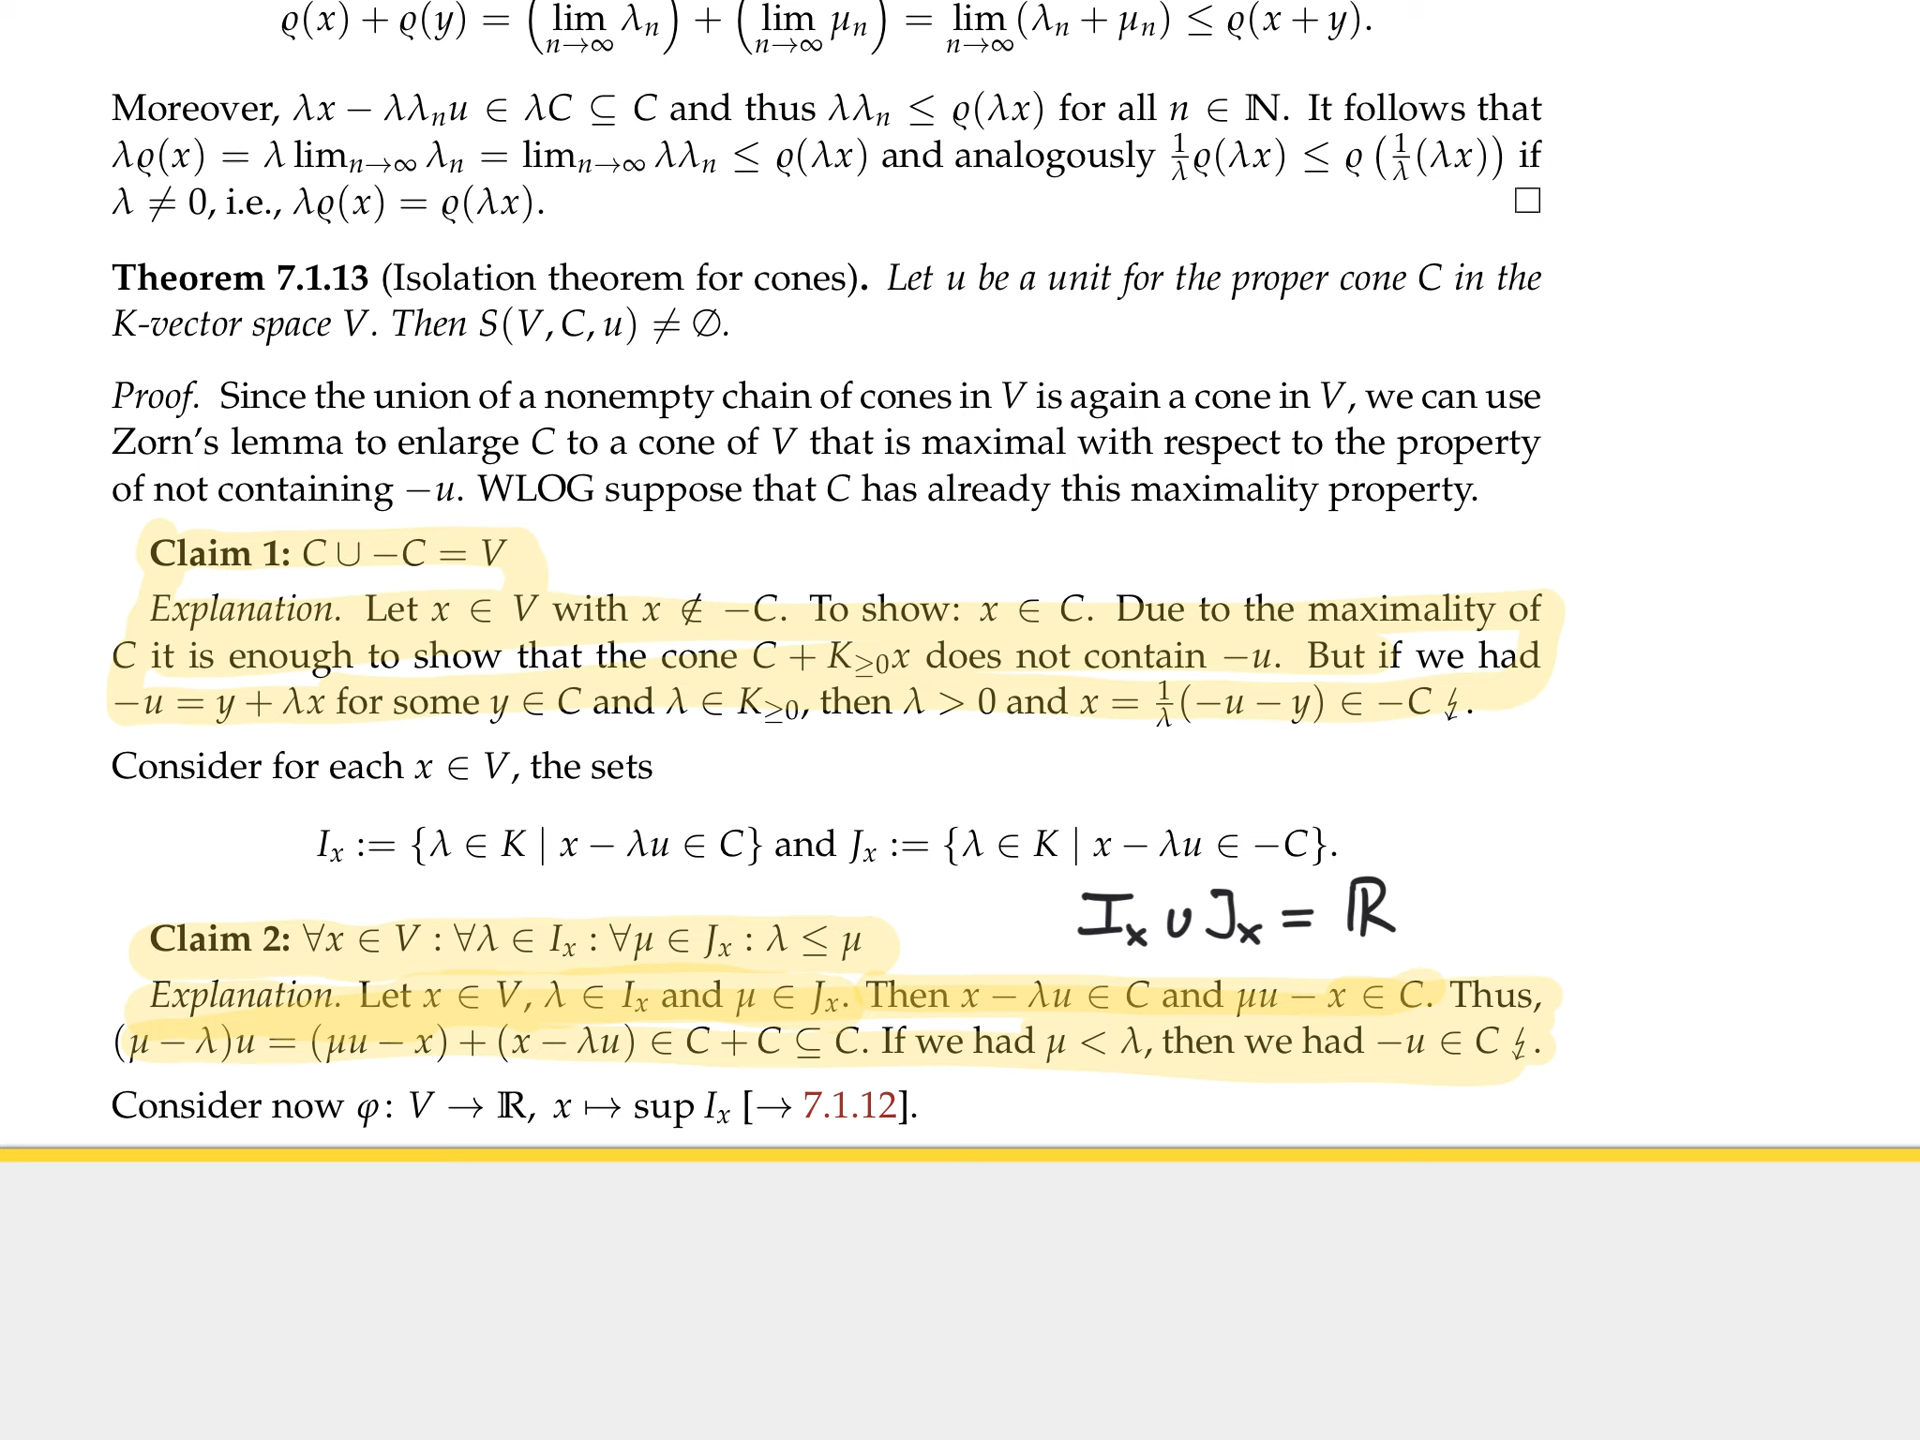 ϱ(x) + ϱ(y) = (lim_{n→∞} λ_n) + (lim_{n→∞} μ_n) = lim_{n→∞} (λ_n + μ_n) ≤ ϱ(x + y).
Moreover, λx − λλ_n u ∈ λC ⊆ C and thus λλ_n ≤ ϱ(λx) for all n ∈ ℕ. It follows that
λϱ(x) = λ lim_{n→∞} λ_n = lim_{n→∞} λλ_n ≤ ϱ(λx) and analogously 1/λ ϱ(λx) ≤ ϱ (1/λ (λx)) if
λ ≠ 0, i.e., λϱ(x) = ϱ(λx). □
Theorem 7.1.13 (Isolation theorem for cones). Let u be a unit for the proper cone C in the
K-vector space V. Then S(V, C, u) ≠ ∅.
Proof. Since the union of a nonempty chain of cones in V is again a cone in V, we can use
Zorn's lemma to enlarge C to a cone of V that is maximal with respect to the property
of not containing −u. WLOG suppose that C has already this maximality property.
Claim 1: C ∪ −C = V
Explanation. Let x ∈ V with x ∉ −C. To show: x ∈ C. Due to the maximality of
C it is enough to show that the cone C + K_{≥0}x does not contain −u. But if we had
−u = y + λx for some y ∈ C and λ ∈ K_{≥0}, then λ > 0 and x = 1/λ (−u − y) ∈ −C ↯.
Consider for each x ∈ V, the sets
I_x := {λ ∈ K | x − λu ∈ C} and J_x := {λ ∈ K | x − λu ∈ −C}.
I_x ∪ J_x = ℝ
Claim 2: ∀x ∈ V : ∀λ ∈ I_x : ∀μ ∈ J_x : λ ≤ μ
Explanation. Let x ∈ V, λ ∈ I_x and μ ∈ J_x. Then x − λu ∈ C and μu − x ∈ C. Thus,
(μ − λ)u = (μu − x) + (x − λu) ∈ C + C ⊆ C. If we had μ < λ, then we had −u ∈ C ↯.
Consider now φ: V → ℝ, x ↦ sup I_x [→ 7.1.12].